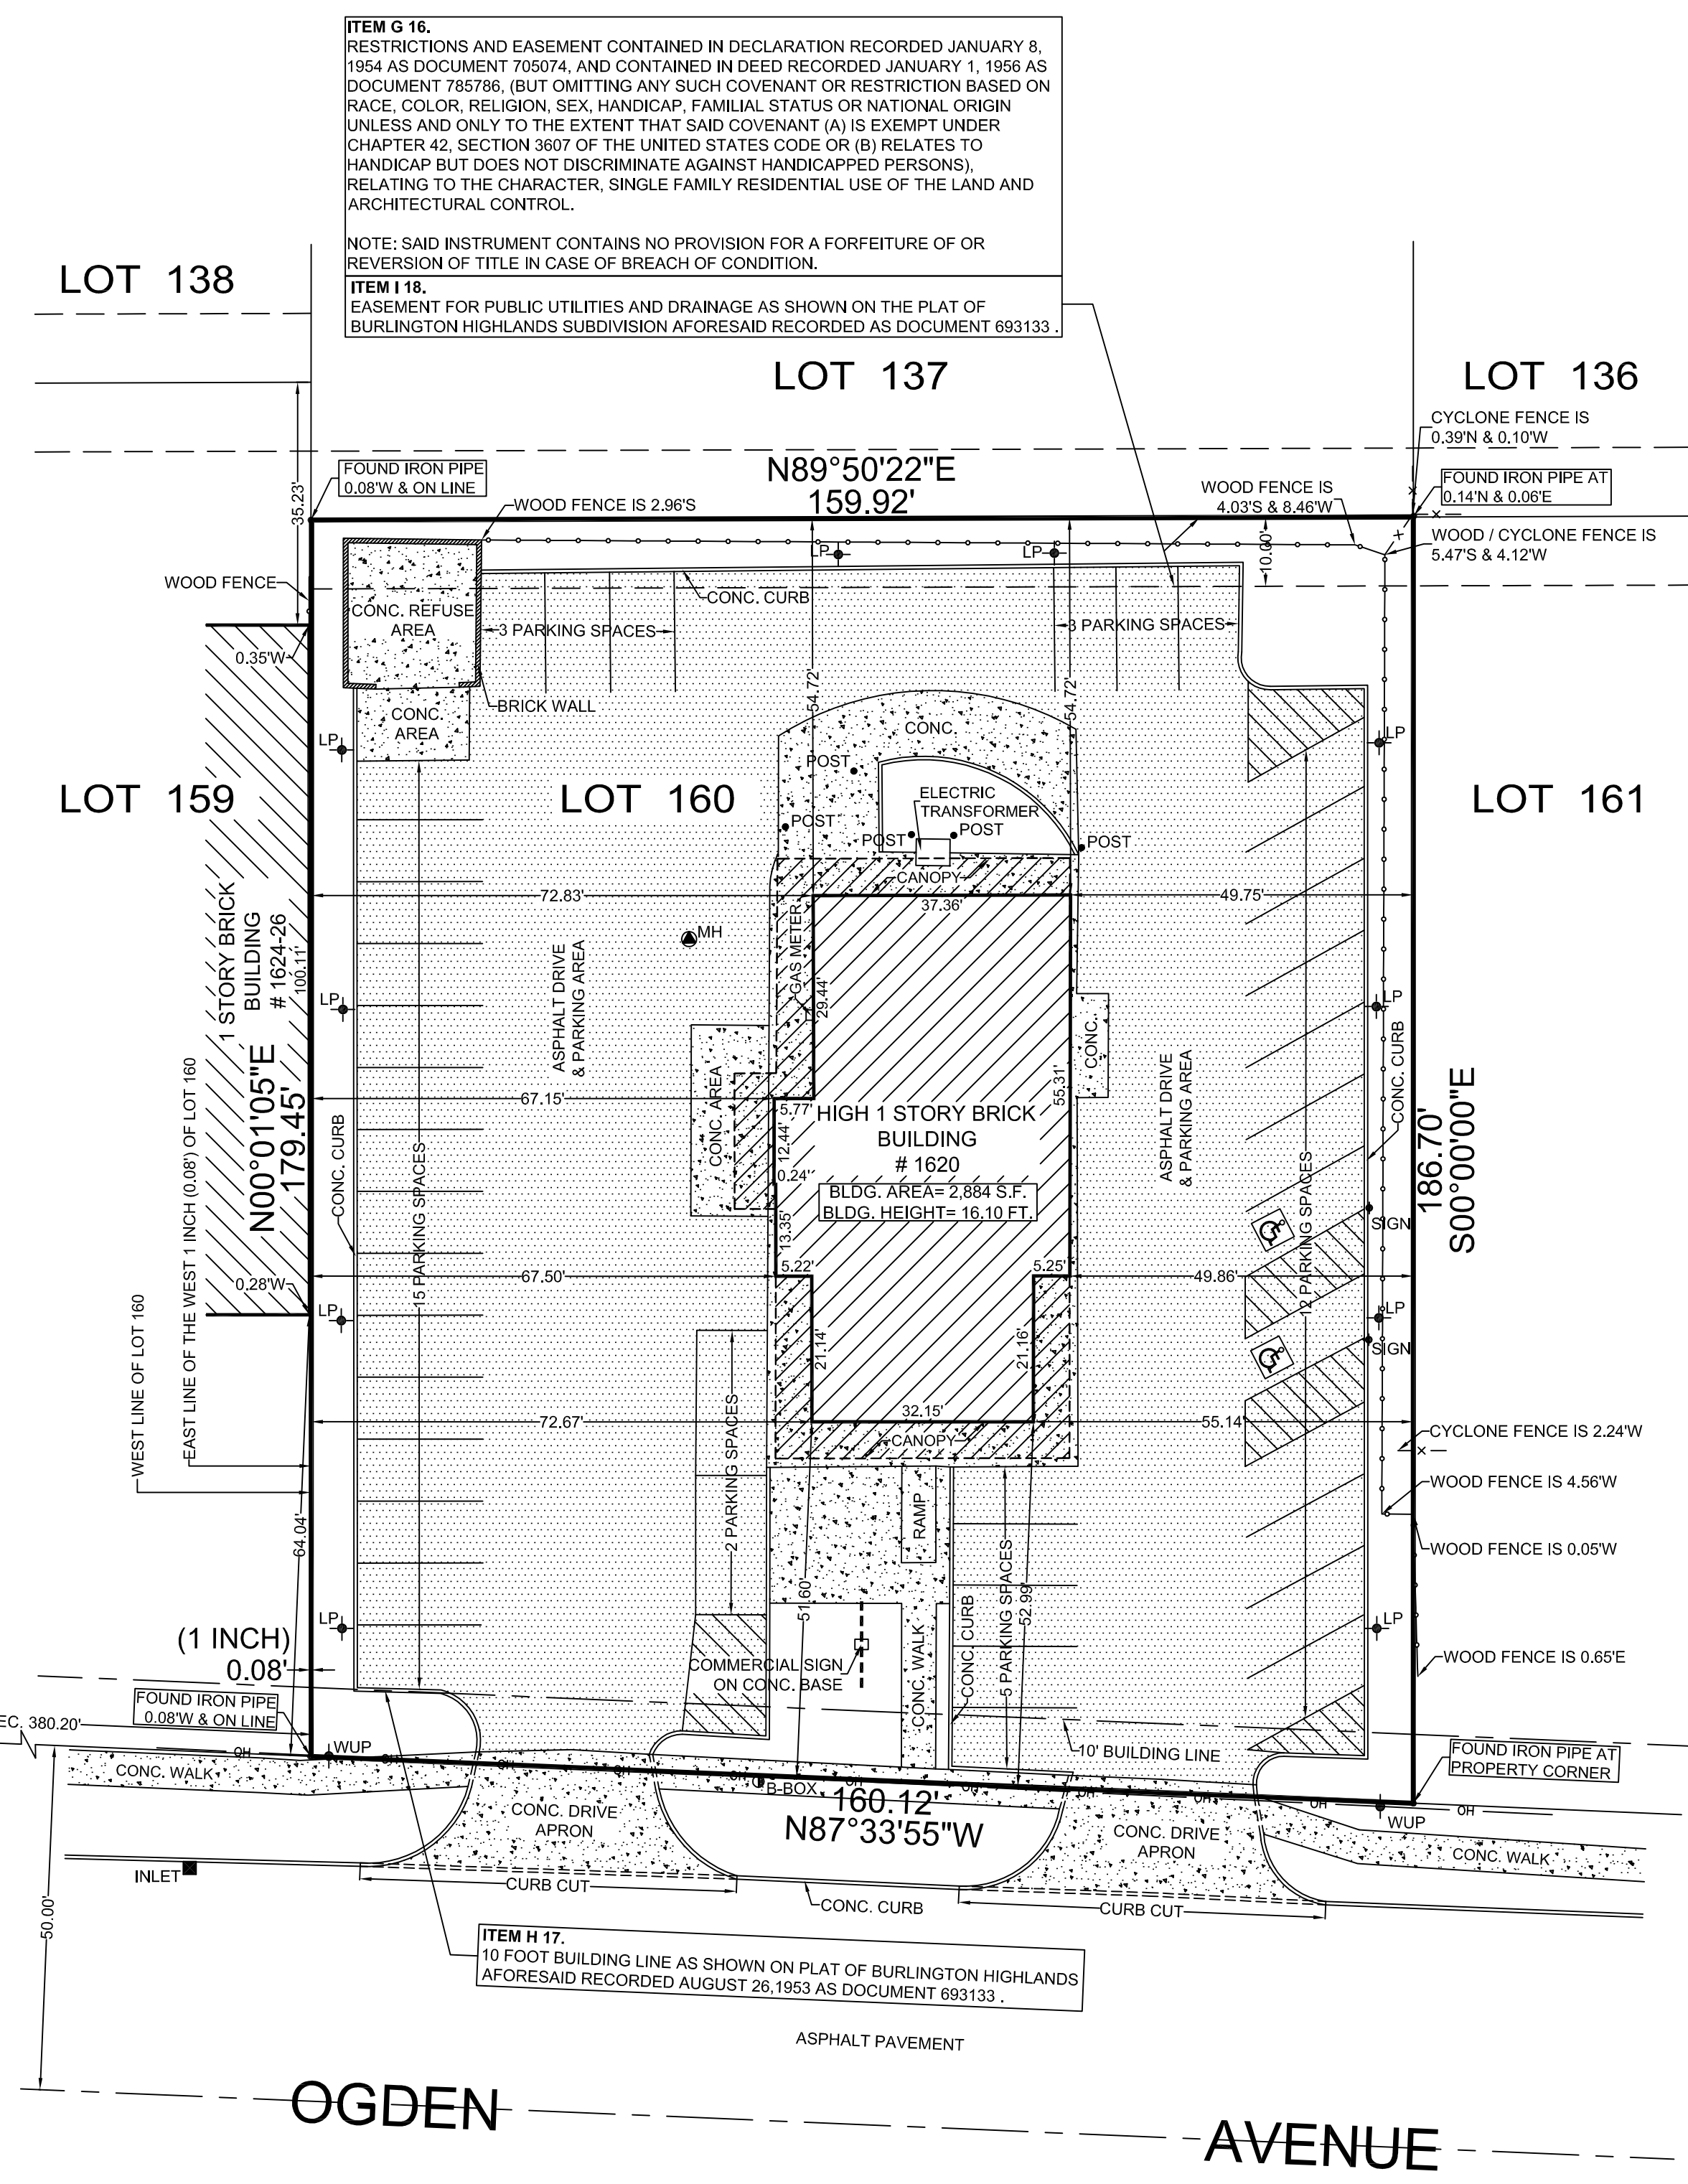 ITEM G 16.
RESTRICTIONS AND EASEMENT CONTAINED IN DECLARATION RECORDED JANUARY 8,
1954 AS DOCUMENT 705074, AND CONTAINED IN DEED RECORDED JANUARY 1, 1956 AS
DOCUMENT 785786, (BUT OMITTING ANY SUCH COVENANT OR RESTRICTION BASED ON
RACE, COLOR, RELIGION, SEX, HANDICAP, FAMILIAL STATUS OR NATIONAL ORIGIN
UNLESS AND ONLY TO THE EXTENT THAT SAID COVENANT (A) IS EXEMPT UNDER
CHAPTER 42, SECTION 3607 OF THE UNITED STATES CODE OR (B) RELATES TO
HANDICAP BUT DOES NOT DISCRIMINATE AGAINST HANDICAPPED PERSONS),
RELATING TO THE CHARACTER, SINGLE FAMILY RESIDENTIAL USE OF THE LAND AND
ARCHITECTURAL CONTROL.
NOTE: SAID INSTRUMENT CONTAINS NO PROVISION FOR A FORFEITURE OF OR
REVERSION OF TITLE IN CASE OF BREACH OF CONDITION.
ITEM I 18.
EASEMENT FOR PUBLIC UTILITIES AND DRAINAGE AS SHOWN ON THE PLAT OF
BURLINGTON HIGHLANDS SUBDIVISION AFORESAID RECORDED AS DOCUMENT 693133 .
LOT 138
LOT 137
LOT 136
CYCLONE FENCE IS
0.39'N & 0.10'W
FOUND IRON PIPE
0.08'W & ON LINE
N89°50'22"E
159.92'
WOOD FENCE IS 2.96'S
WOOD FENCE IS
4.03'S & 8.46'W
FOUND IRON PIPE AT
0.14'N & 0.06'E
WOOD / CYCLONE FENCE IS
5.47'S & 4.12'W
35.23'
10.00'
LP
LP
WOOD FENCE
CONC. REFUSE
AREA
CONC. CURB
3 PARKING SPACES
3 PARKING SPACES
0.35'W
BRICK WALL
CONC.
AREA
54.72'
54.72'
CONC.
LP
LP
POST
ELECTRIC
TRANSFORMER
POST
POST
POST
POST
LOT 159
LOT 160
LOT 161
CANOPY
72.83'
37.36'
49.75'
MH
GAS METER
29.44'
1 STORY BRICK
BUILDING
# 1624-26
100.11'
ASPHALT DRIVE
& PARKING AREA
LP
LP
CONC.
CONC. CURB
55.31'
CONC. AREA
67.15'
5.77'
12.44'
0.24'
13.35'
HIGH 1 STORY BRICK
BUILDING
# 1620
BLDG. AREA= 2,884 S.F.
BLDG. HEIGHT= 16.10 FT.
ASPHALT DRIVE
& PARKING AREA
N00°01'05"E
179.45'
186.70'
S00°00'00"E
EAST LINE OF THE WEST 1 INCH (0.08') OF LOT 160
WEST LINE OF LOT 160
CONC. CURB
15 PARKING SPACES
12 PARKING SPACES
SIGN
0.28'W
67.50'
5.22'
5.25'
49.86'
LP
LP
SIGN
21.14'
21.16'
72.67'
32.15'
55.14'
CANOPY
CYCLONE FENCE IS 2.24'W
WOOD FENCE IS 4.56'W
2 PARKING SPACES
RAMP
64.04'
WOOD FENCE IS 0.05'W
51.60'
5 PARKING SPACES
52.99'
CONC. CURB
LP
LP
(1 INCH)
0.08'
COMMERCIAL SIGN
ON CONC. BASE
CONC. WALK
WOOD FENCE IS 0.65'E
FOUND IRON PIPE
0.08'W & ON LINE
EC. 380.20'
WUP
10' BUILDING LINE
FOUND IRON PIPE AT
PROPERTY CORNER
OH
OH
OH
OH
OH
OH
OH
OH
OH
OH
CONC. WALK
B-BOX
160.12'
N87°33'55"W
WUP
CONC. DRIVE
APRON
CONC. DRIVE
APRON
CONC. WALK
INLET
CURB CUT
CONC. CURB
CURB CUT
50.00'
ITEM H 17.
10 FOOT BUILDING LINE AS SHOWN ON PLAT OF BURLINGTON HIGHLANDS
AFORESAID RECORDED AUGUST 26,1953 AS DOCUMENT 693133 .
ASPHALT PAVEMENT
OGDEN AVENUE